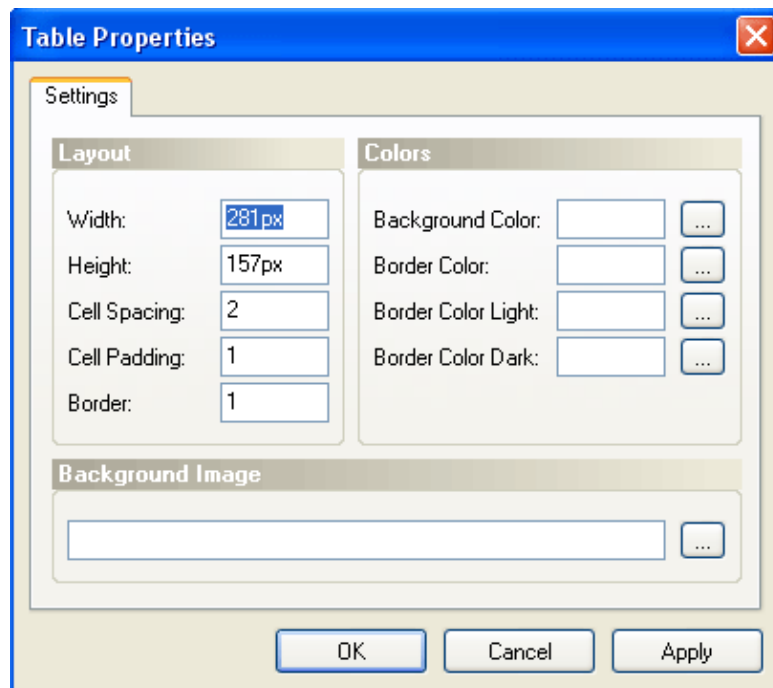 Table Properties
Settings
Layout
Width: 281px
Height: 157px
Cell Spacing: 2
Cell Padding: 1
Border: 1
Colors
Background Color: ...
Border Color: ...
Border Color Light: ...
Border Color Dark: ...
Background Image
...
OK Cancel Apply